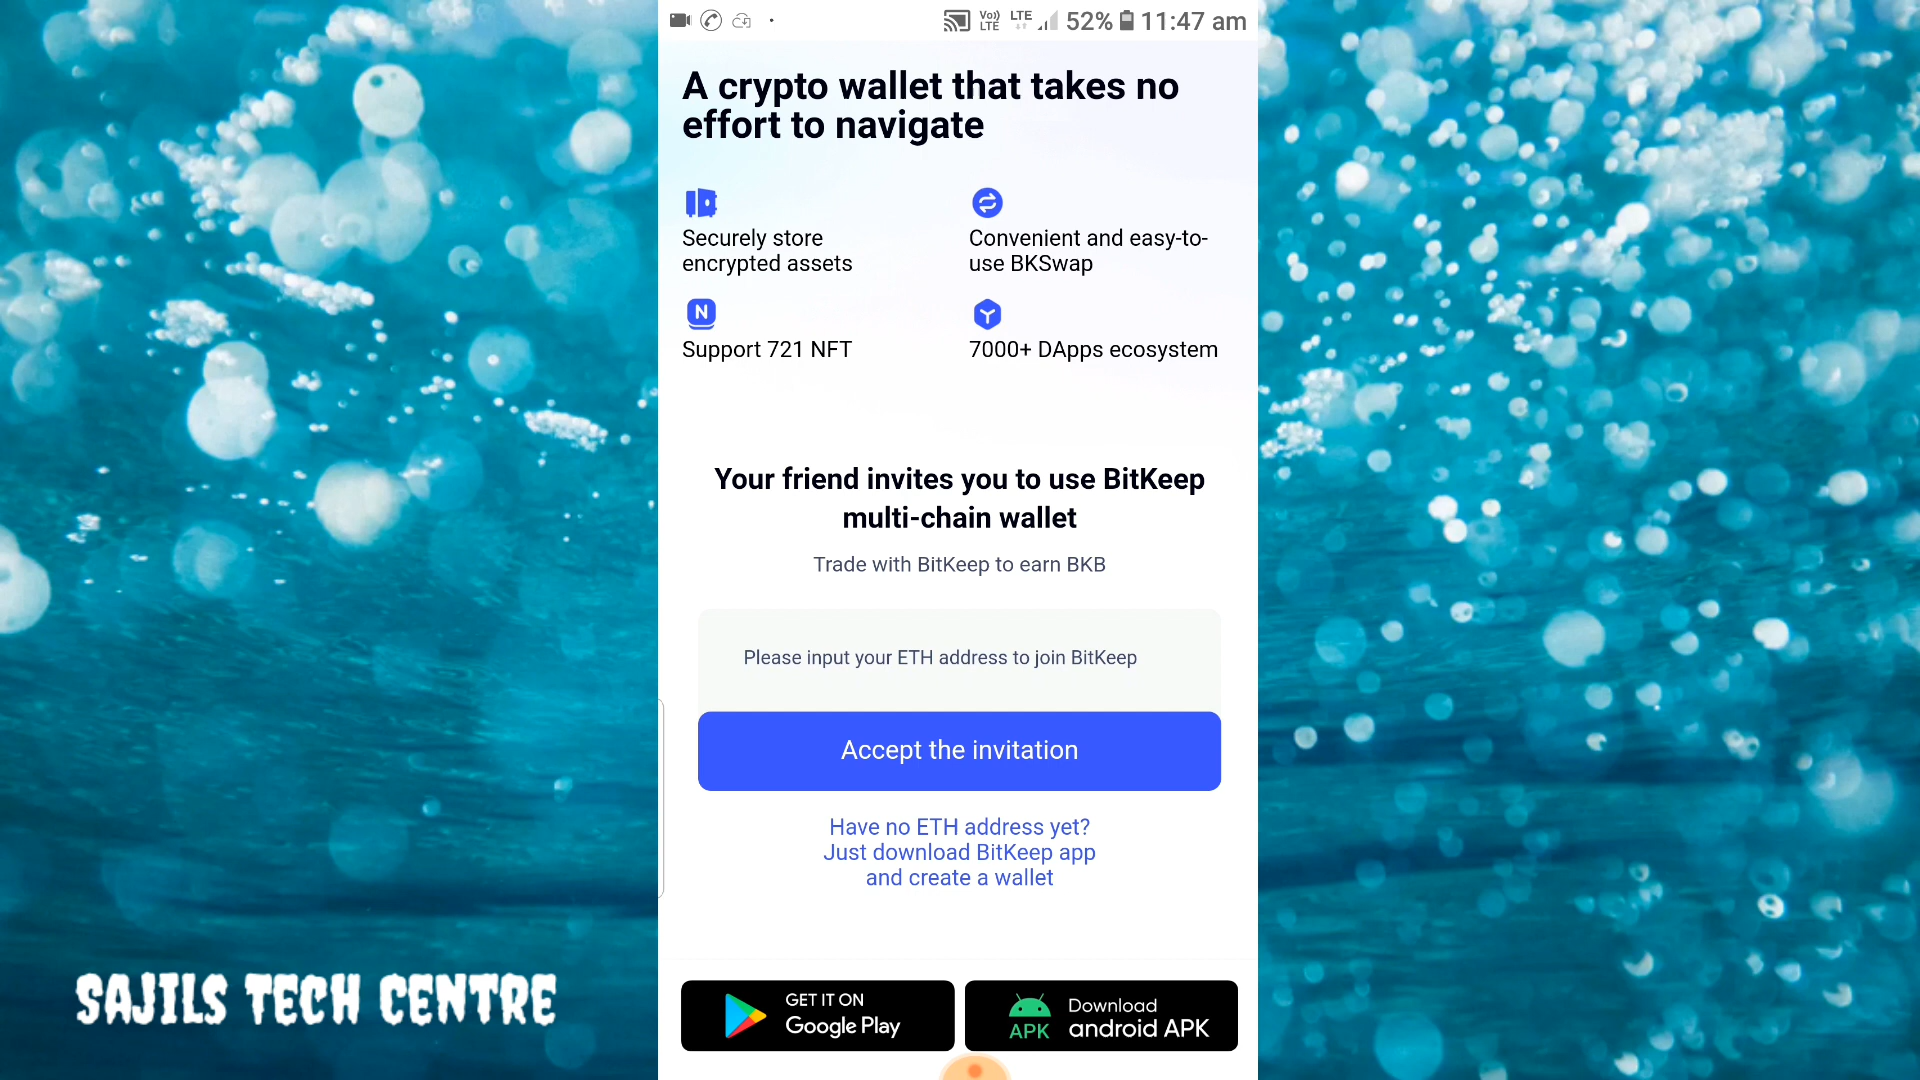 Vo))
LTE
LTE
52%
11:47 am
A crypto wallet that takes no
effort to navigate
Securely store
encrypted assets
Convenient and easy-to-
use BKSwap
N
Support 721 NFT
7000+ DApps ecosystem
Your friend invites you to use BitKeep
multi-chain wallet
Trade with BitKeep to earn BKB
Please input your ETH address to join BitKeep
Accept the invitation
Have no ETH address yet?
Just download BitKeep app
and create a wallet
SAJILS TECH CENTRE
GET IT ON
Google Play
APK
Download
android APK